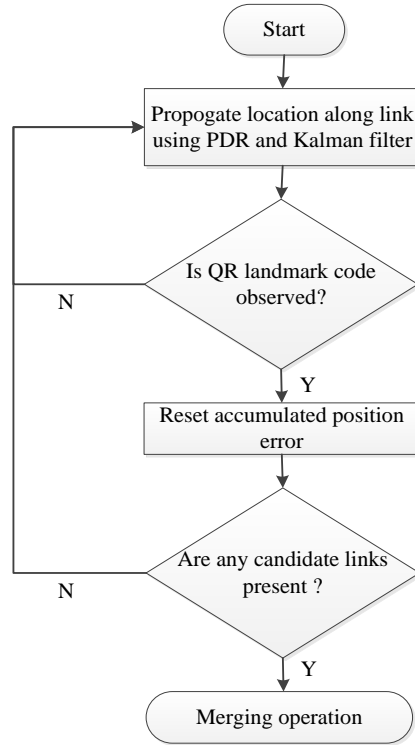 Start
Propogate location along link
using PDR and Kalman filter
Is QR landmark code
observed?
N
Y
Reset accumulated position
error
Are any candidate links
present ?
N
Y
Merging operation